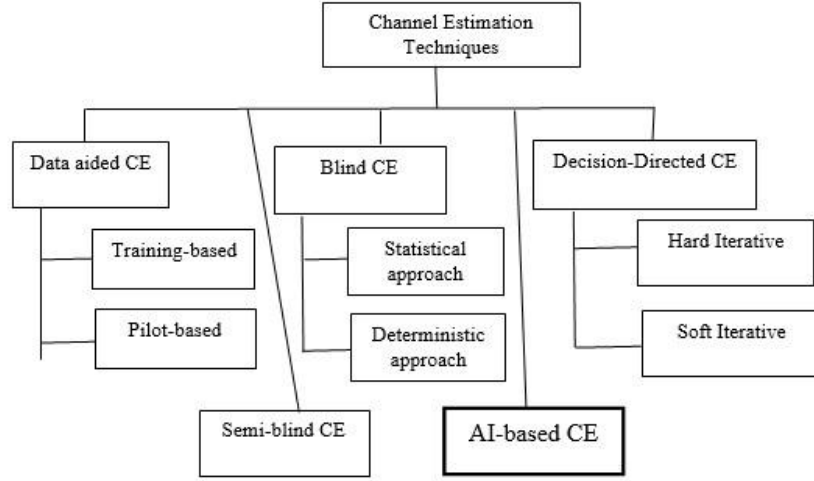 Channel Estimation
Techniques
Data aided CE
Blind CE
Decision-Directed CE
Training-based
Statistical
approach
Hard Iterative
Pilot-based
Deterministic
approach
Soft Iterative
Semi-blind CE
AI-based CE